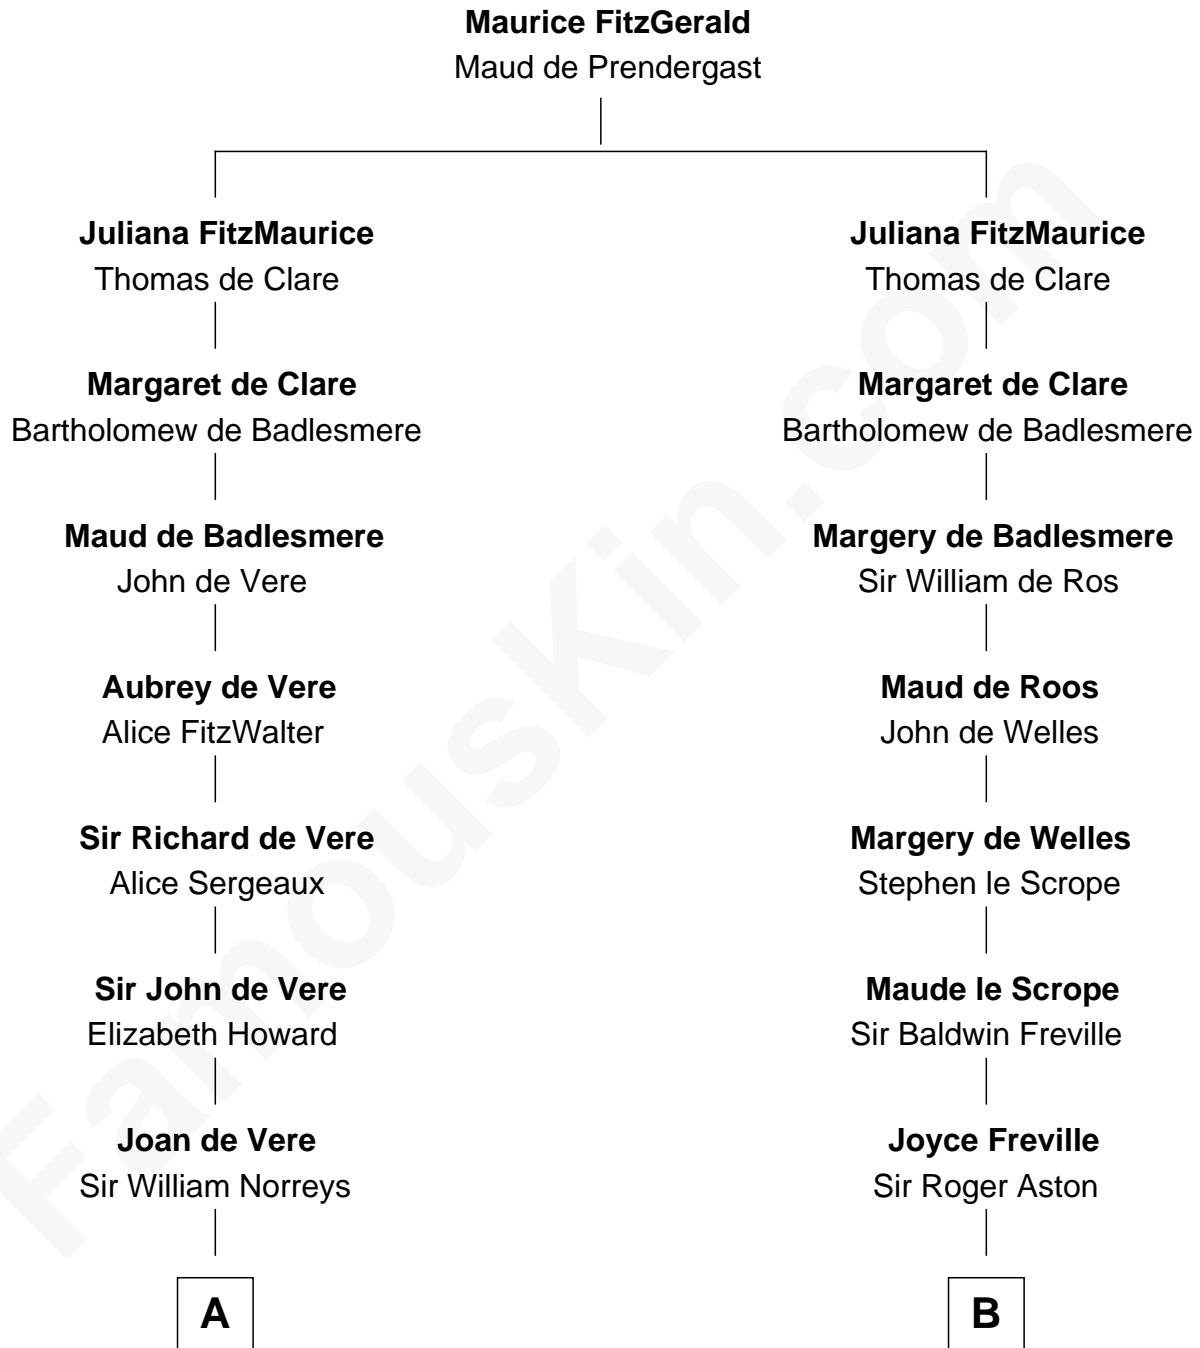 Maurice FitzGerald
Maud de Prendergast
Juliana FitzMaurice
Thomas de Clare
Margaret de Clare
Bartholomew de Badlesmere
Maud de Badlesmere
John de Vere
Aubrey de Vere
Alice FitzWalter
Sir Richard de Vere
Alice Sergeaux
Sir John de Vere
Elizabeth Howard
Joan de Vere
Sir William Norreys
A
Juliana FitzMaurice
Thomas de Clare
Margaret de Clare
Bartholomew de Badlesmere
Margery de Badlesmere
Sir William de Ros
Maud de Roos
John de Welles
Margery de Welles
Stephen le Scrope
Maude le Scrope
Sir Baldwin Freville
Joyce Freville
Sir Roger Aston
B
FamousKin.com